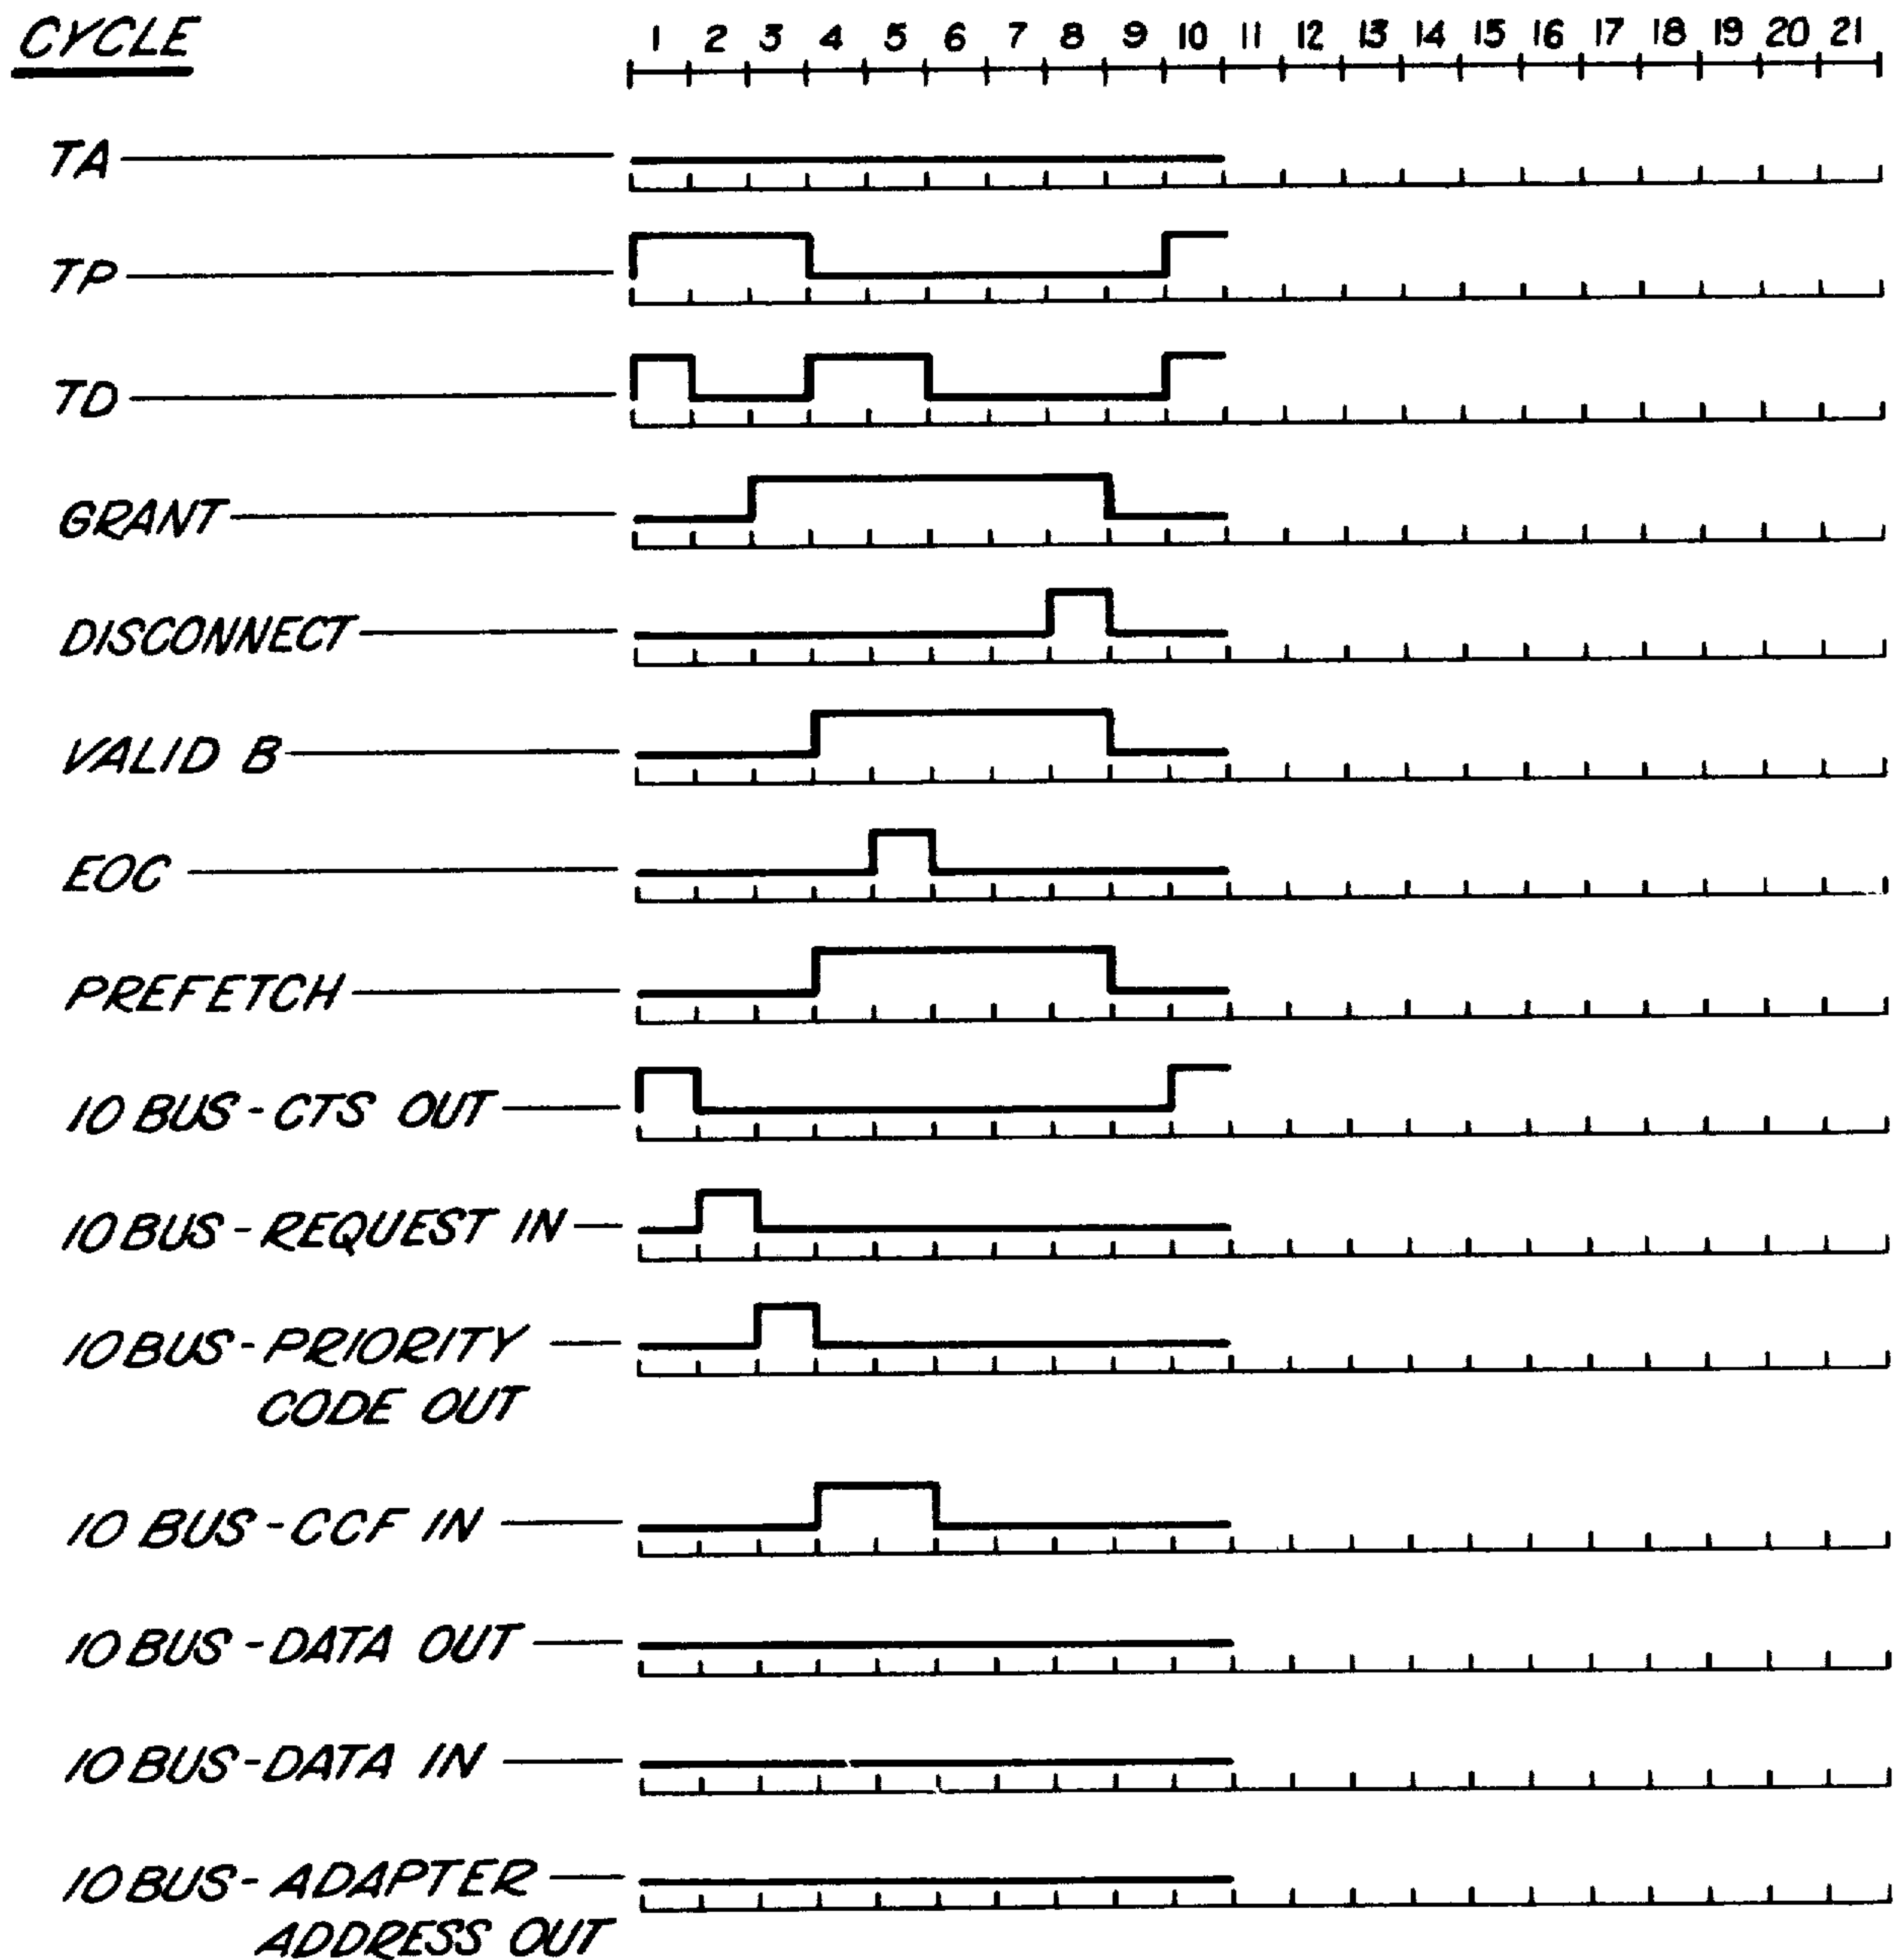 CYCLE
1 2 3 4 5 6 7 8 9 10 11 12 13 14 15 16 17 18 19 20 21
TA
TP
TD
GRANT
DISCONNECT
VALID B
EOC
PREFETCH
IO BUS-CTS OUT
IO BUS-REQUEST IN
IO BUS-PRIORITY
CODE OUT
IO BUS-CCF IN
IO BUS-DATA OUT
IO BUS-DATA IN
IO BUS-ADAPTER
ADDRESS OUT